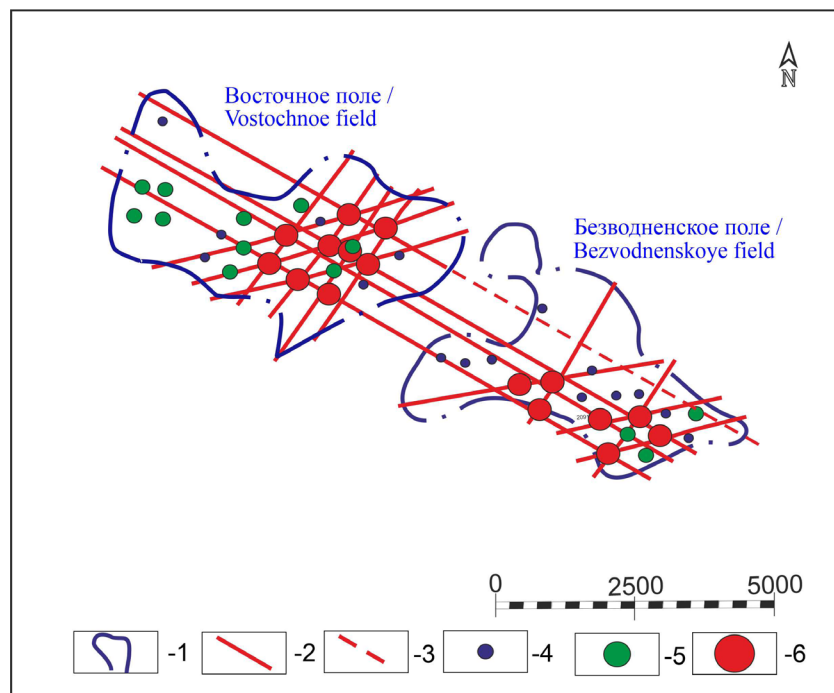 N
Восточное поле /
Vostochnoe field
Безводненское поле /
Bezvodnenskoye field
0 2500 5000
-1 -2 -3 -4 -5 -6